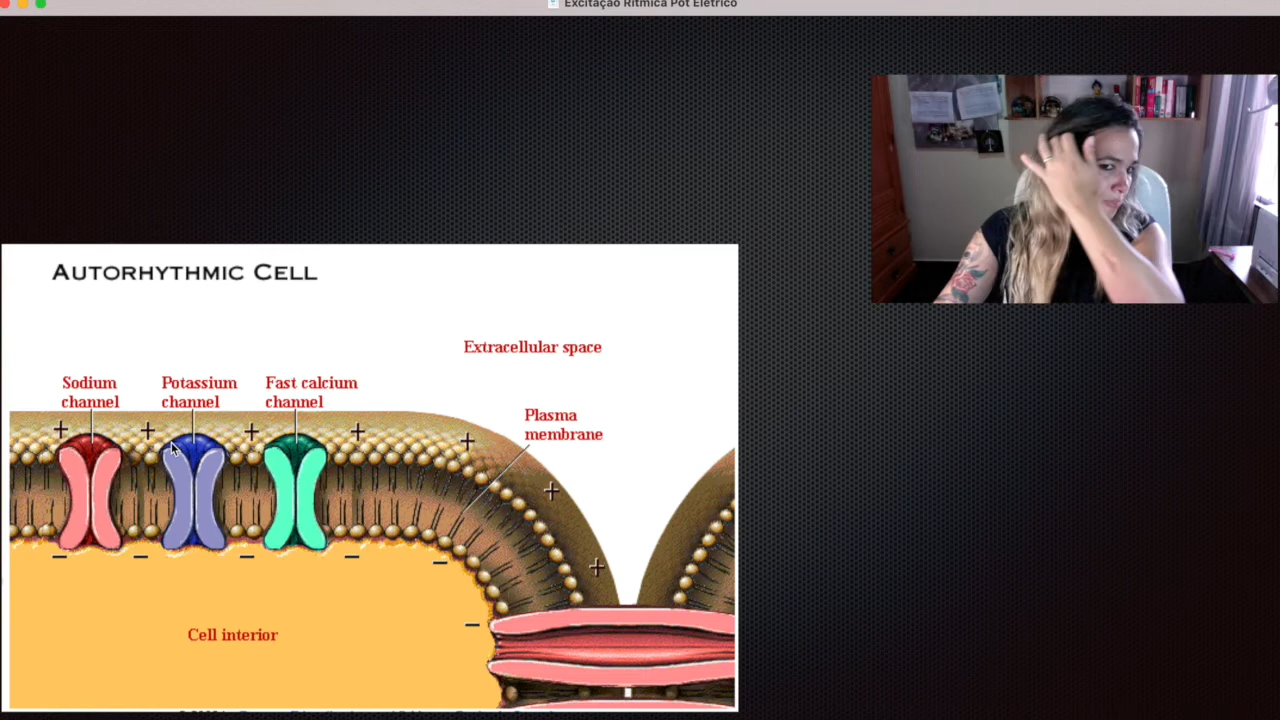 Excitação Rítmica Pot Elétrico
AUTORHYTHMIC CELL
Extracellular space
Sodium
channel
Potassium
channel
Fast calcium
channel
Plasma
membrane
+ + + + + + +
− − − − − −
Cell interior